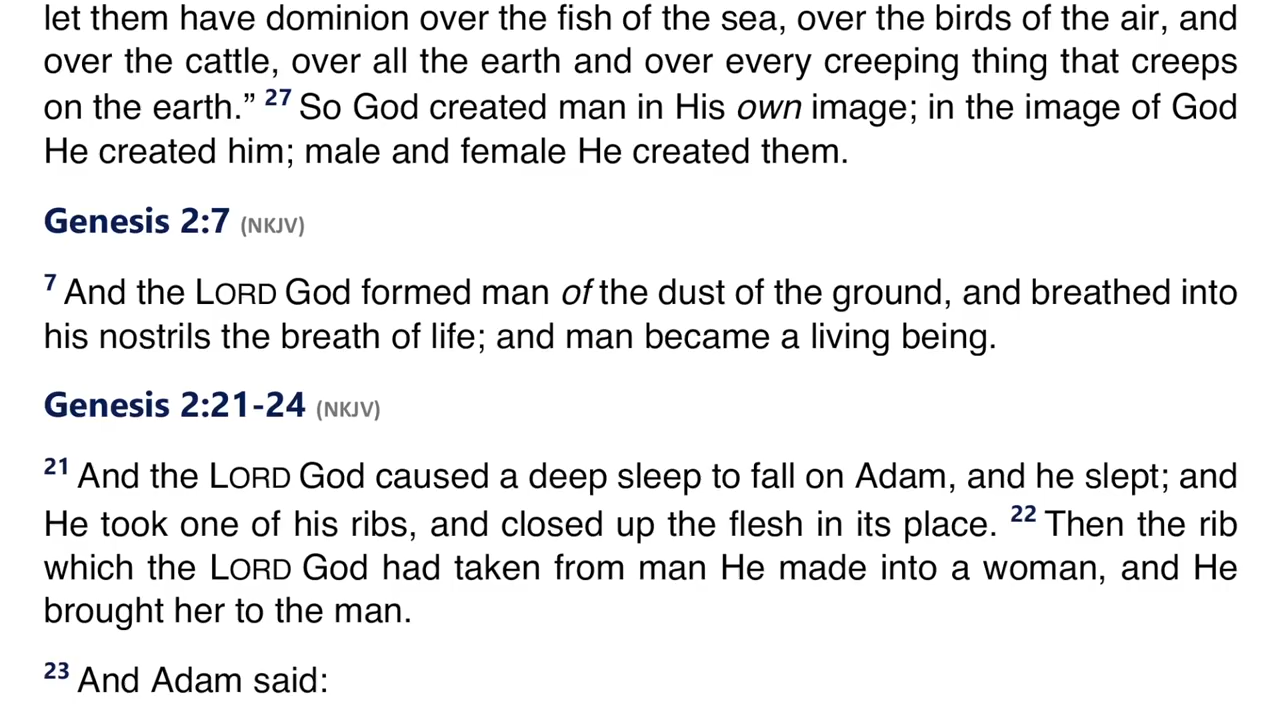 let them have dominion over the fish of the sea, over the birds of the air, and
over the cattle, over all the earth and over every creeping thing that creeps
on the earth.” 27 So God created man in His own image; in the image of God
He created him; male and female He created them.
Genesis 2:7 (NKJV)
7 And the LORD God formed man of the dust of the ground, and breathed into
his nostrils the breath of life; and man became a living being.
Genesis 2:21-24 (NKJV)
21 And the LORD God caused a deep sleep to fall on Adam, and he slept; and
He took one of his ribs, and closed up the flesh in its place. 22 Then the rib
which the LORD God had taken from man He made into a woman, and He
brought her to the man.
23 And Adam said: